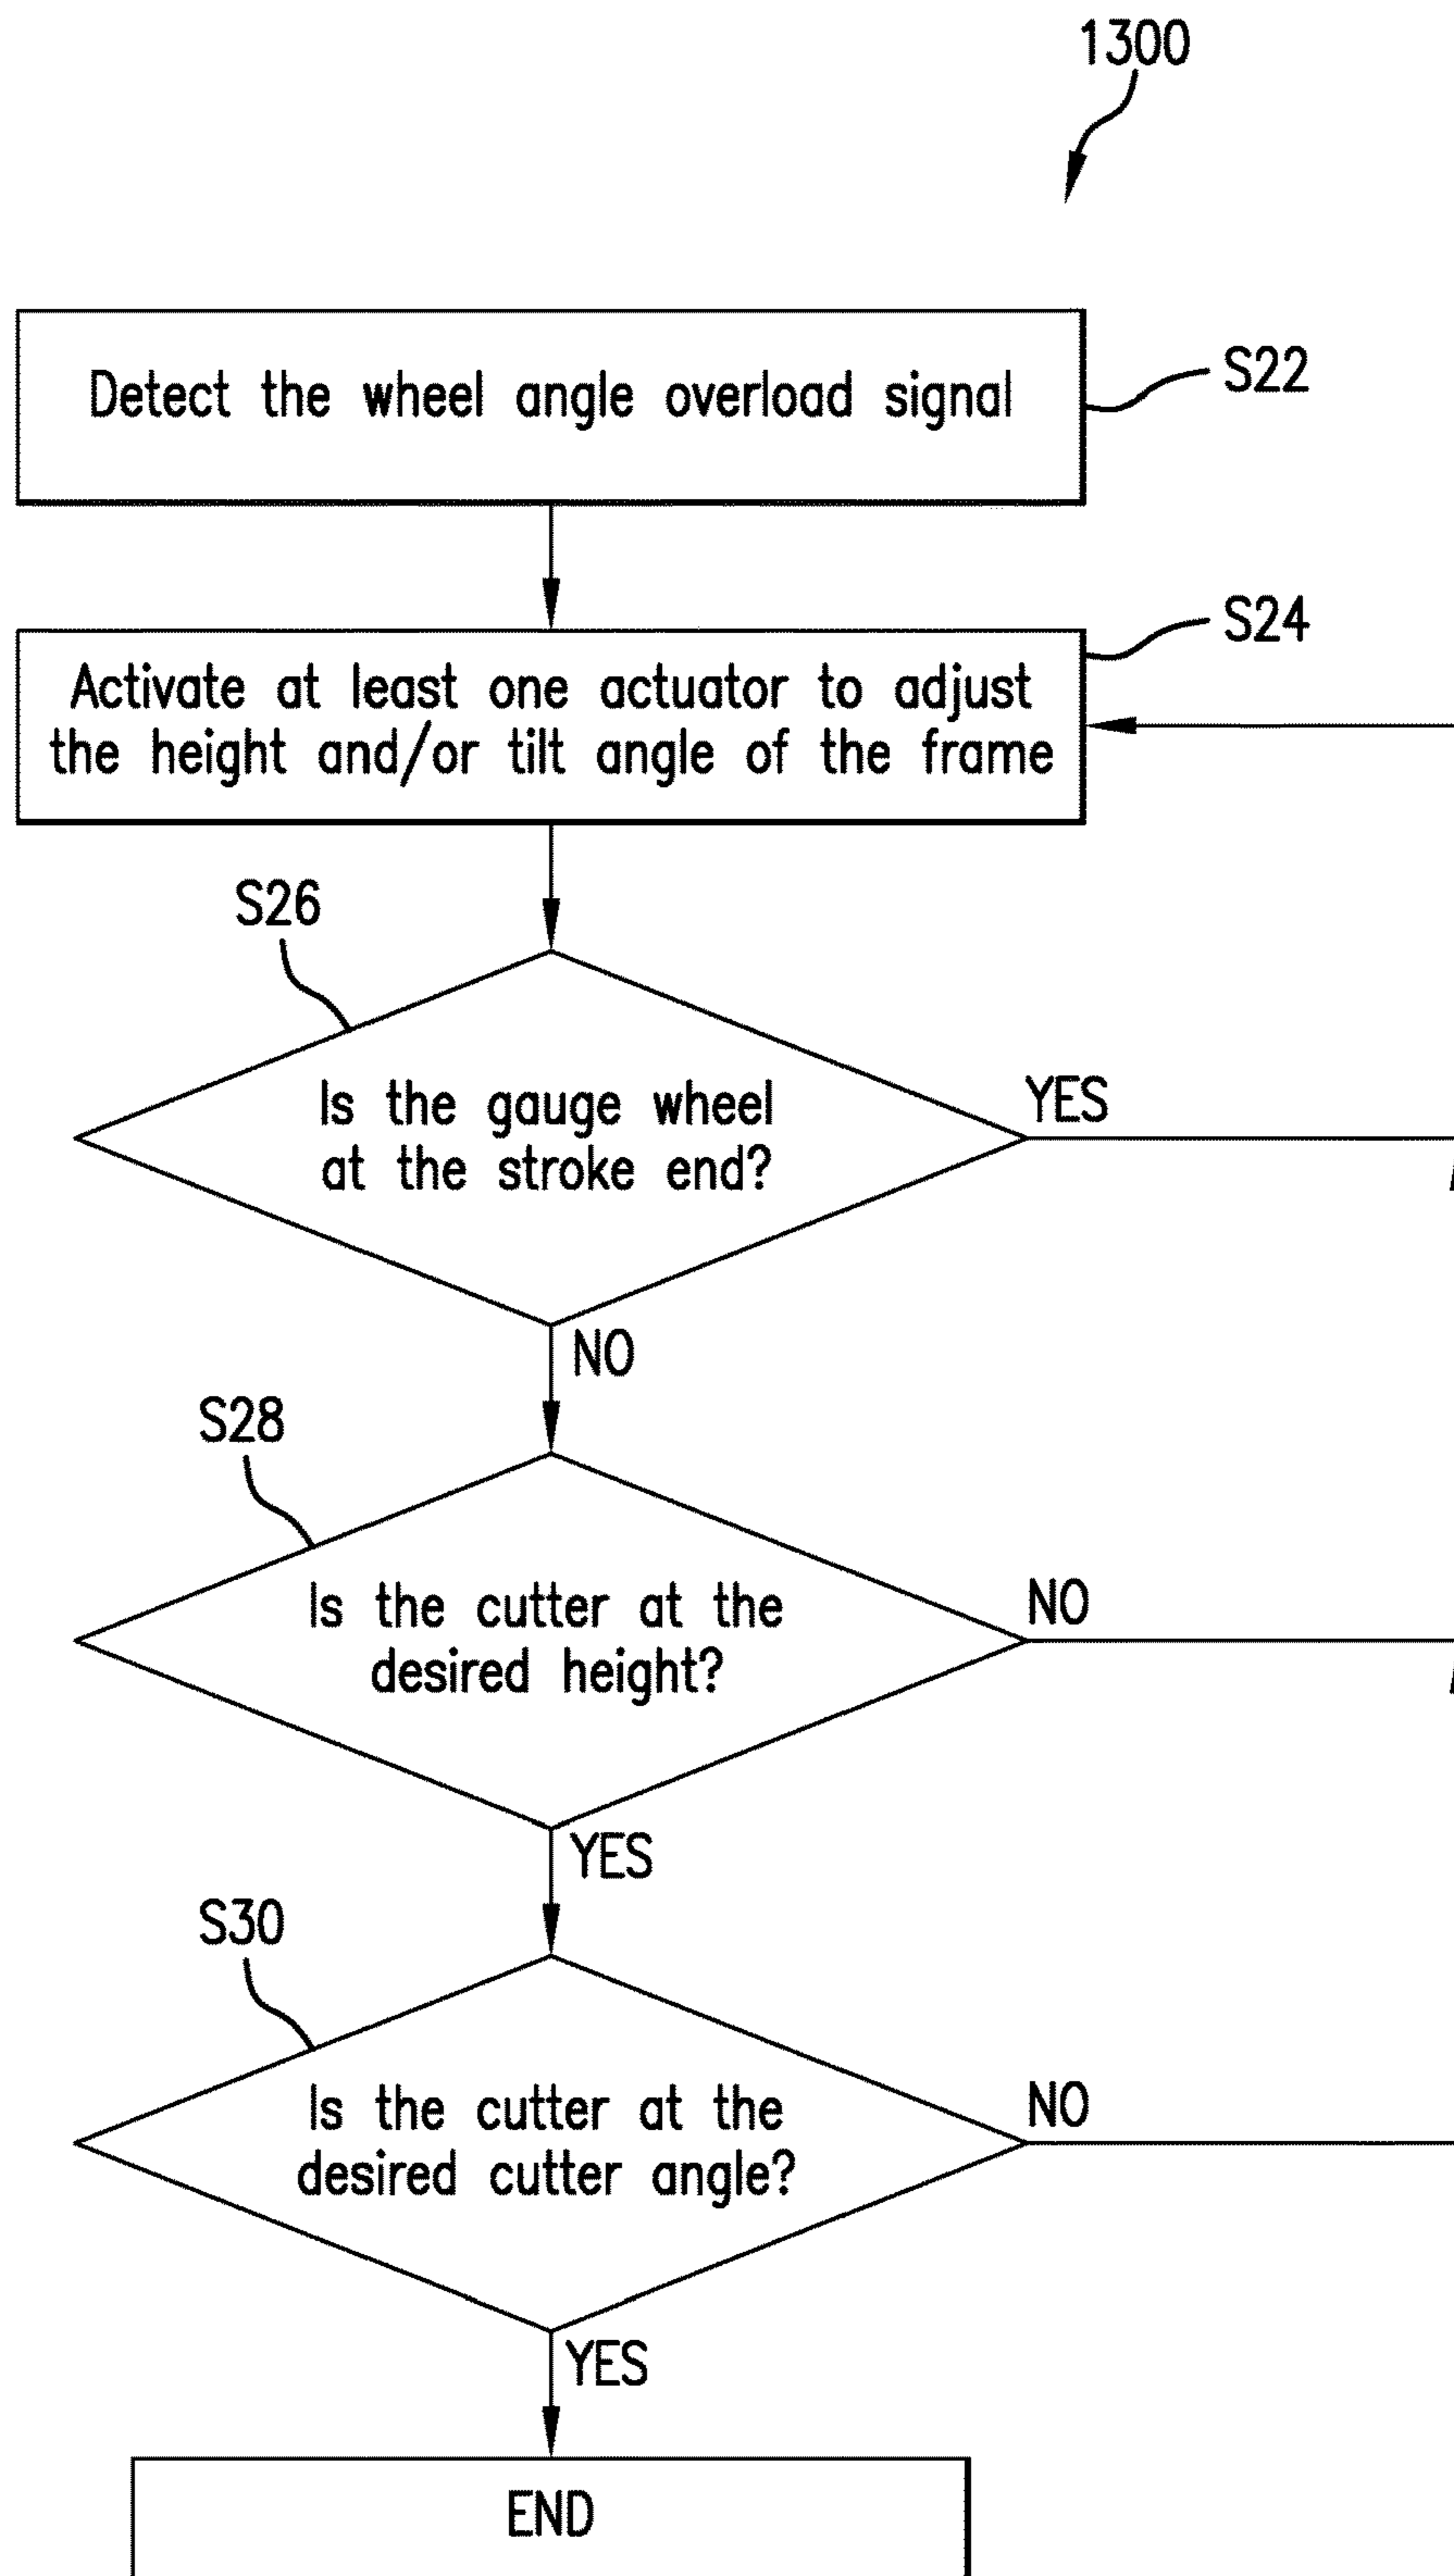 1300
Detect the wheel angle overload signal
S22
S24
Activate at least one actuator to adjust
the height and/or tilt angle of the frame
S26
Is the gauge wheel
at the stroke end?
YES
NO
S28
Is the cutter at the
desired height?
NO
YES
S30
Is the cutter at the
desired cutter angle?
NO
YES
END